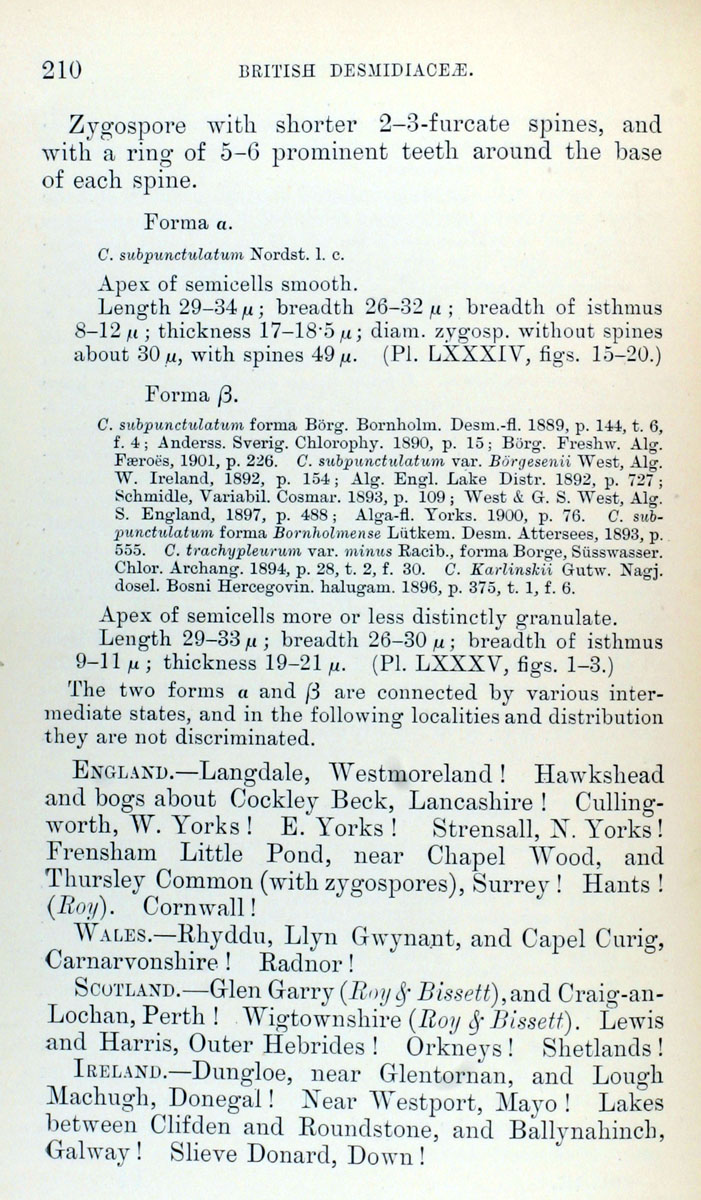 210 BRITISH DESMIDIACEÆ.
Zygospore with shorter 2–3-furcate spines, and
with a ring of 5–6 prominent teeth around the base
of each spine.
Forma α.
C. subpunctulatum Nordst. l. c.
Apex of semicells smooth.
Length 29–34 μ; breadth 26–32 μ; breadth of isthmus
8–12 μ; thickness 17–18·5 μ; diam. zygosp. without spines
about 30 μ, with spines 49 μ. (Pl. LXXXIV, figs. 15–20.)
Forma β.
C. subpunctulatum forma Börg. Bornholm. Desm.-fl. 1889, p. 144, t. 6,
f. 4; Anderss. Sverig. Chlorophy. 1890, p. 15; Börg. Freshw. Alg.
Færoës, 1901, p. 226. C. subpunctulatum var. Börgesenii West, Alg.
W. Ireland, 1892, p. 154; Alg. Engl. Lake Distr. 1892, p. 727;
Schmidle, Variabil. Cosmar. 1893, p. 109; West & G. S. West, Alg.
S. England, 1897, p. 488; Alga-fl. Yorks. 1900, p. 76. C. sub-
punctulatum forma Bornholmense Lütkem. Desm. Attersees, 1893, p.
555. C. trachypleurum var. minus Racib., forma Borge, Süsswasser.
Chlor. Archang. 1894, p. 28, t. 2, f. 30. C. Karlinskii Gutw. Nagj.
dosel. Bosni Hercegovin. halugam. 1896, p. 375, t. 1, f. 6.
Apex of semicells more or less distinctly granulate.
Length 29–33 μ; breadth 26–30 μ; breadth of isthmus
9–11 μ; thickness 19–21 μ. (Pl. LXXXV, figs. 1–3.)
The two forms α and β are connected by various inter-
mediate states, and in the following localities and distribution
they are not discriminated.
ENGLAND.—Langdale, Westmoreland! Hawkshead
and bogs about Cockley Beck, Lancashire! Culling-
worth, W. Yorks! E. Yorks! Strensall, N. Yorks!
Frensham Little Pond, near Chapel Wood, and
Thursley Common (with zygospores), Surrey! Hants!
(Roy). Cornwall!
WALES.—Rhyddu, Llyn Gwynant, and Capel Curig,
Carnarvonshire! Radnor!
SCOTLAND.—Glen Garry (Roy & Bissett), and Craig-an-
Lochan, Perth! Wigtownshire (Roy & Bissett). Lewis
and Harris, Outer Hebrides! Orkneys! Shetlands!
IRELAND.—Dungloe, near Glentornan, and Lough
Machugh, Donegal! Near Westport, Mayo! Lakes
between Clifden and Roundstone, and Ballynahinch,
Galway! Slieve Donard, Down!